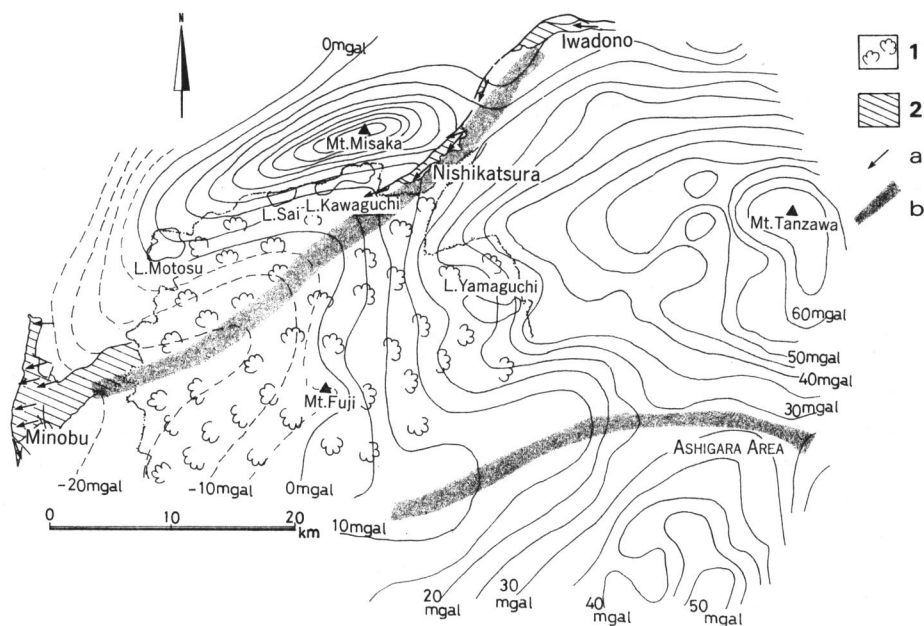 N
0mgal
Iwadono
1
2
a
b
Mt.Misaka
Nishikatsura
L.Sai
L.Kawaguchi
Mt.Tanzawa
L.Motosu
L.Yamaguchi
60mgal
50mgal
40mgal
30mgal
Mt.Fuji
Minobu
ASHIGARA AREA
-20mgal
-10mgal
0mgal
10mgal
0 10 20
km
20
mgal
30
mgal
40
mgal
50
mgal